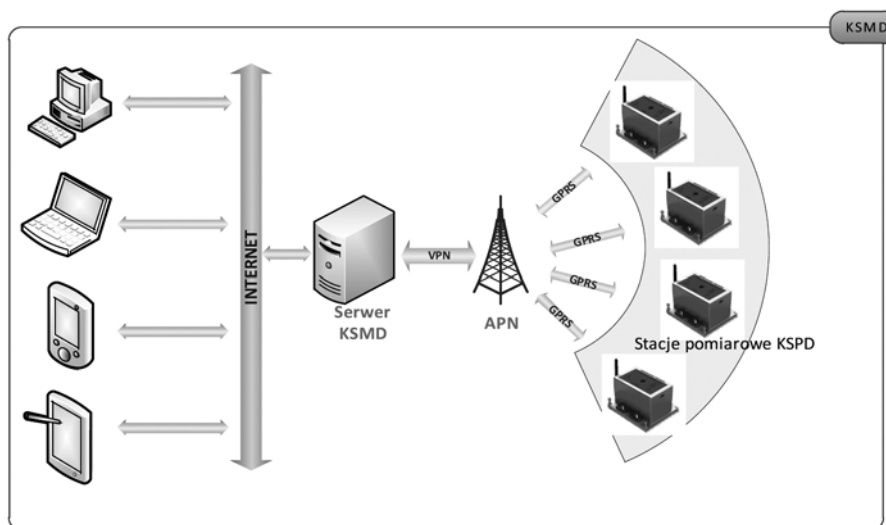 KSMD
INTERNET
Serwer
KSMD
VPN
APN
GPRS
GPRS
GPRS
GPRS
Stacje pomiarowe KSPD